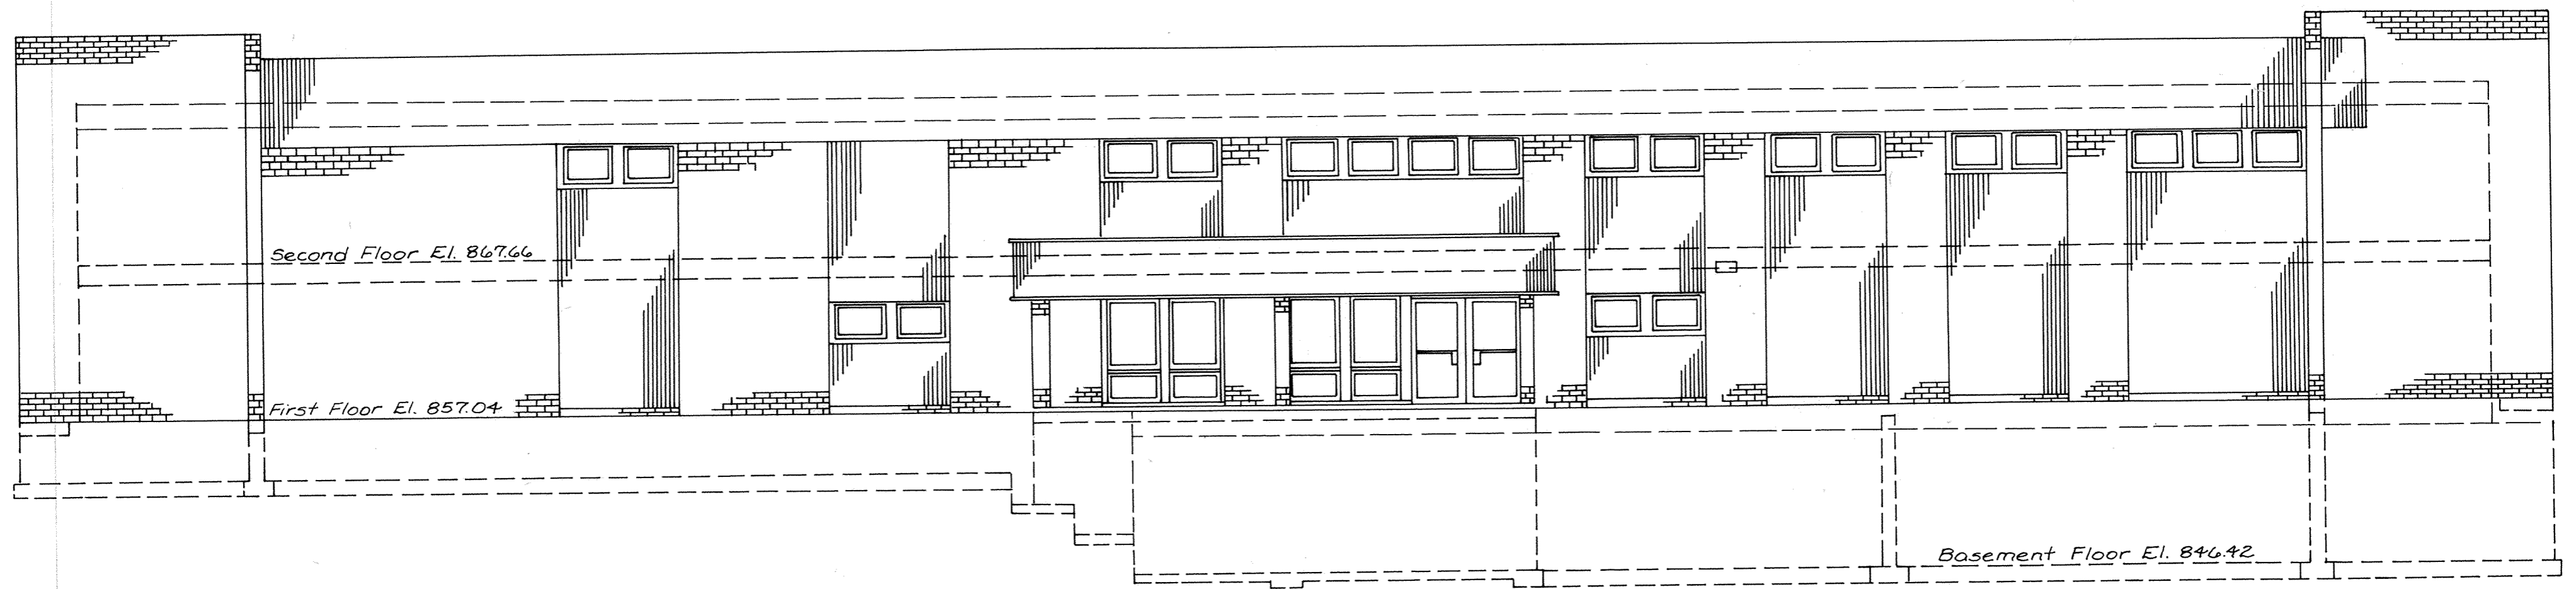 Second Floor El. 867.66
First Floor El. 857.04
Basement Floor El. 846.42